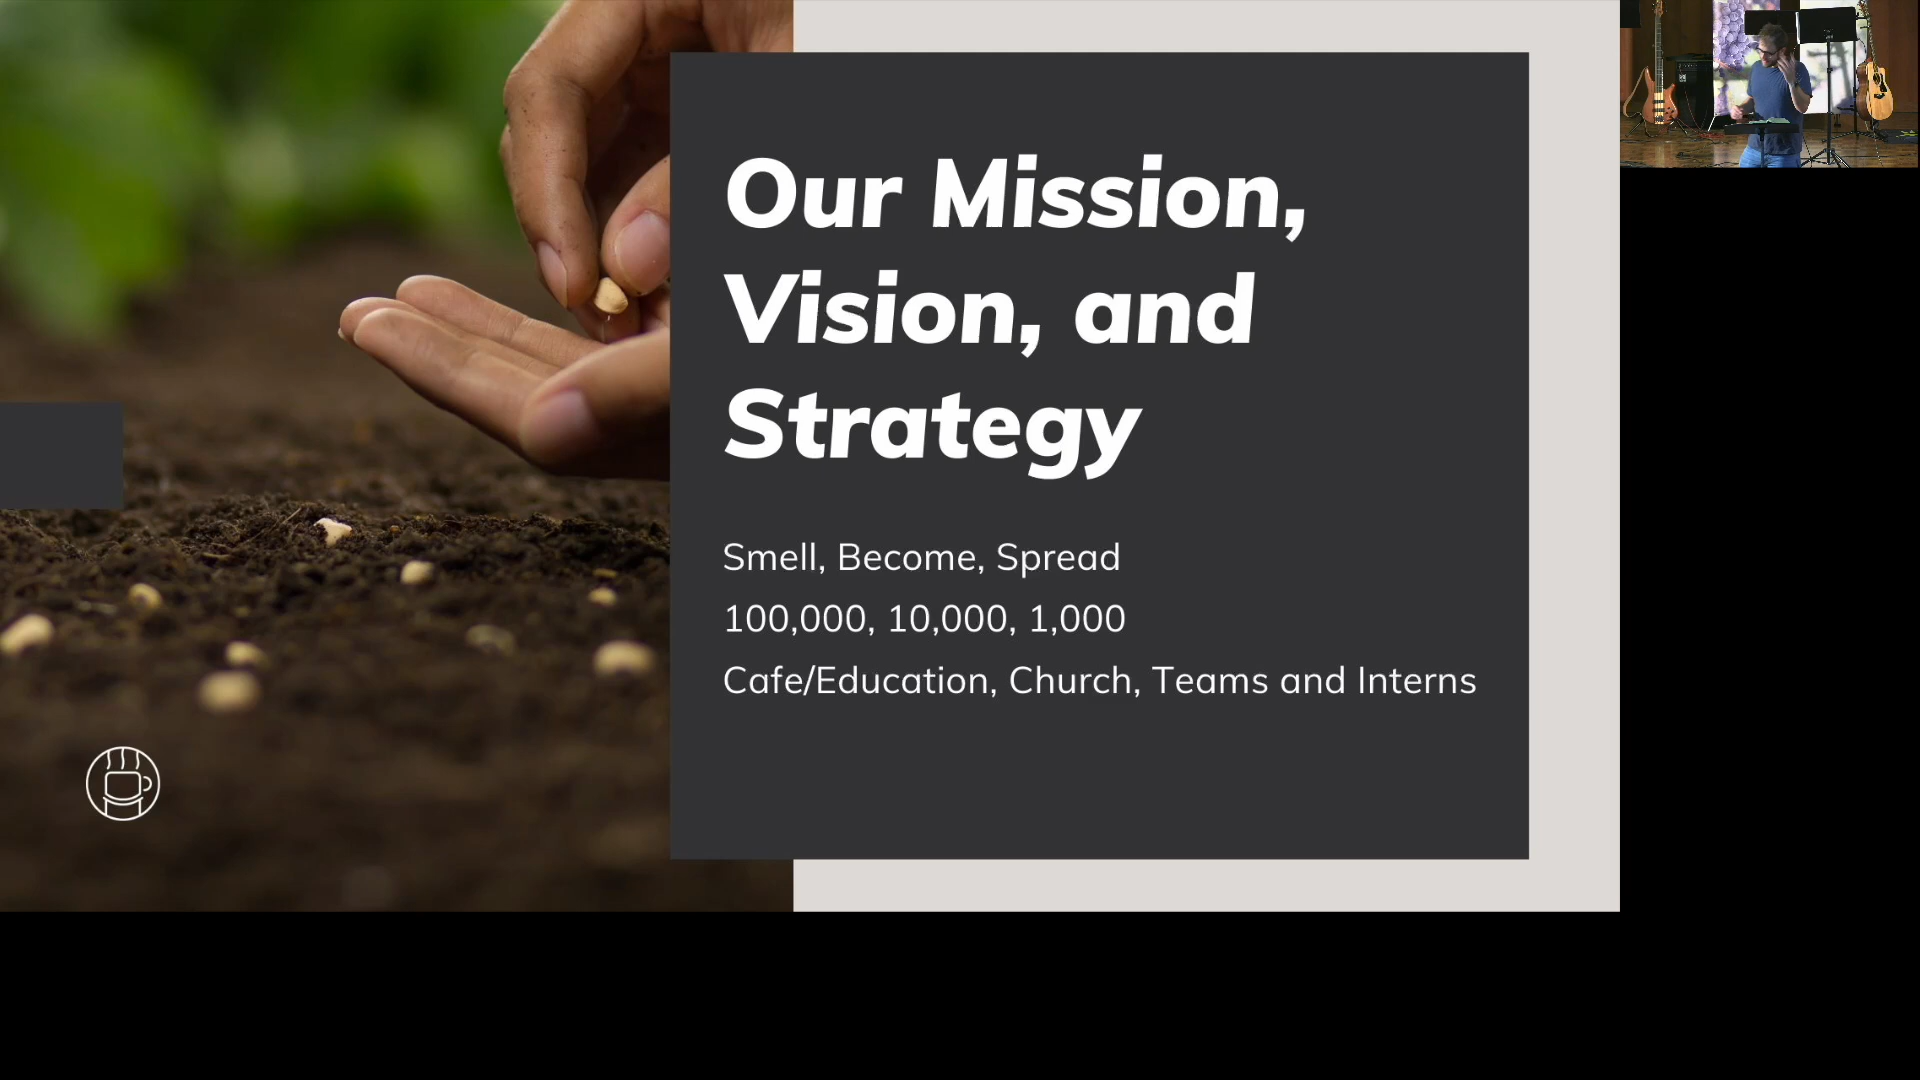 Our Mission,
Vision, and
Strategy
Smell, Become, Spread
100,000, 10,000, 1,000
Cafe/Education, Church, Teams and Interns